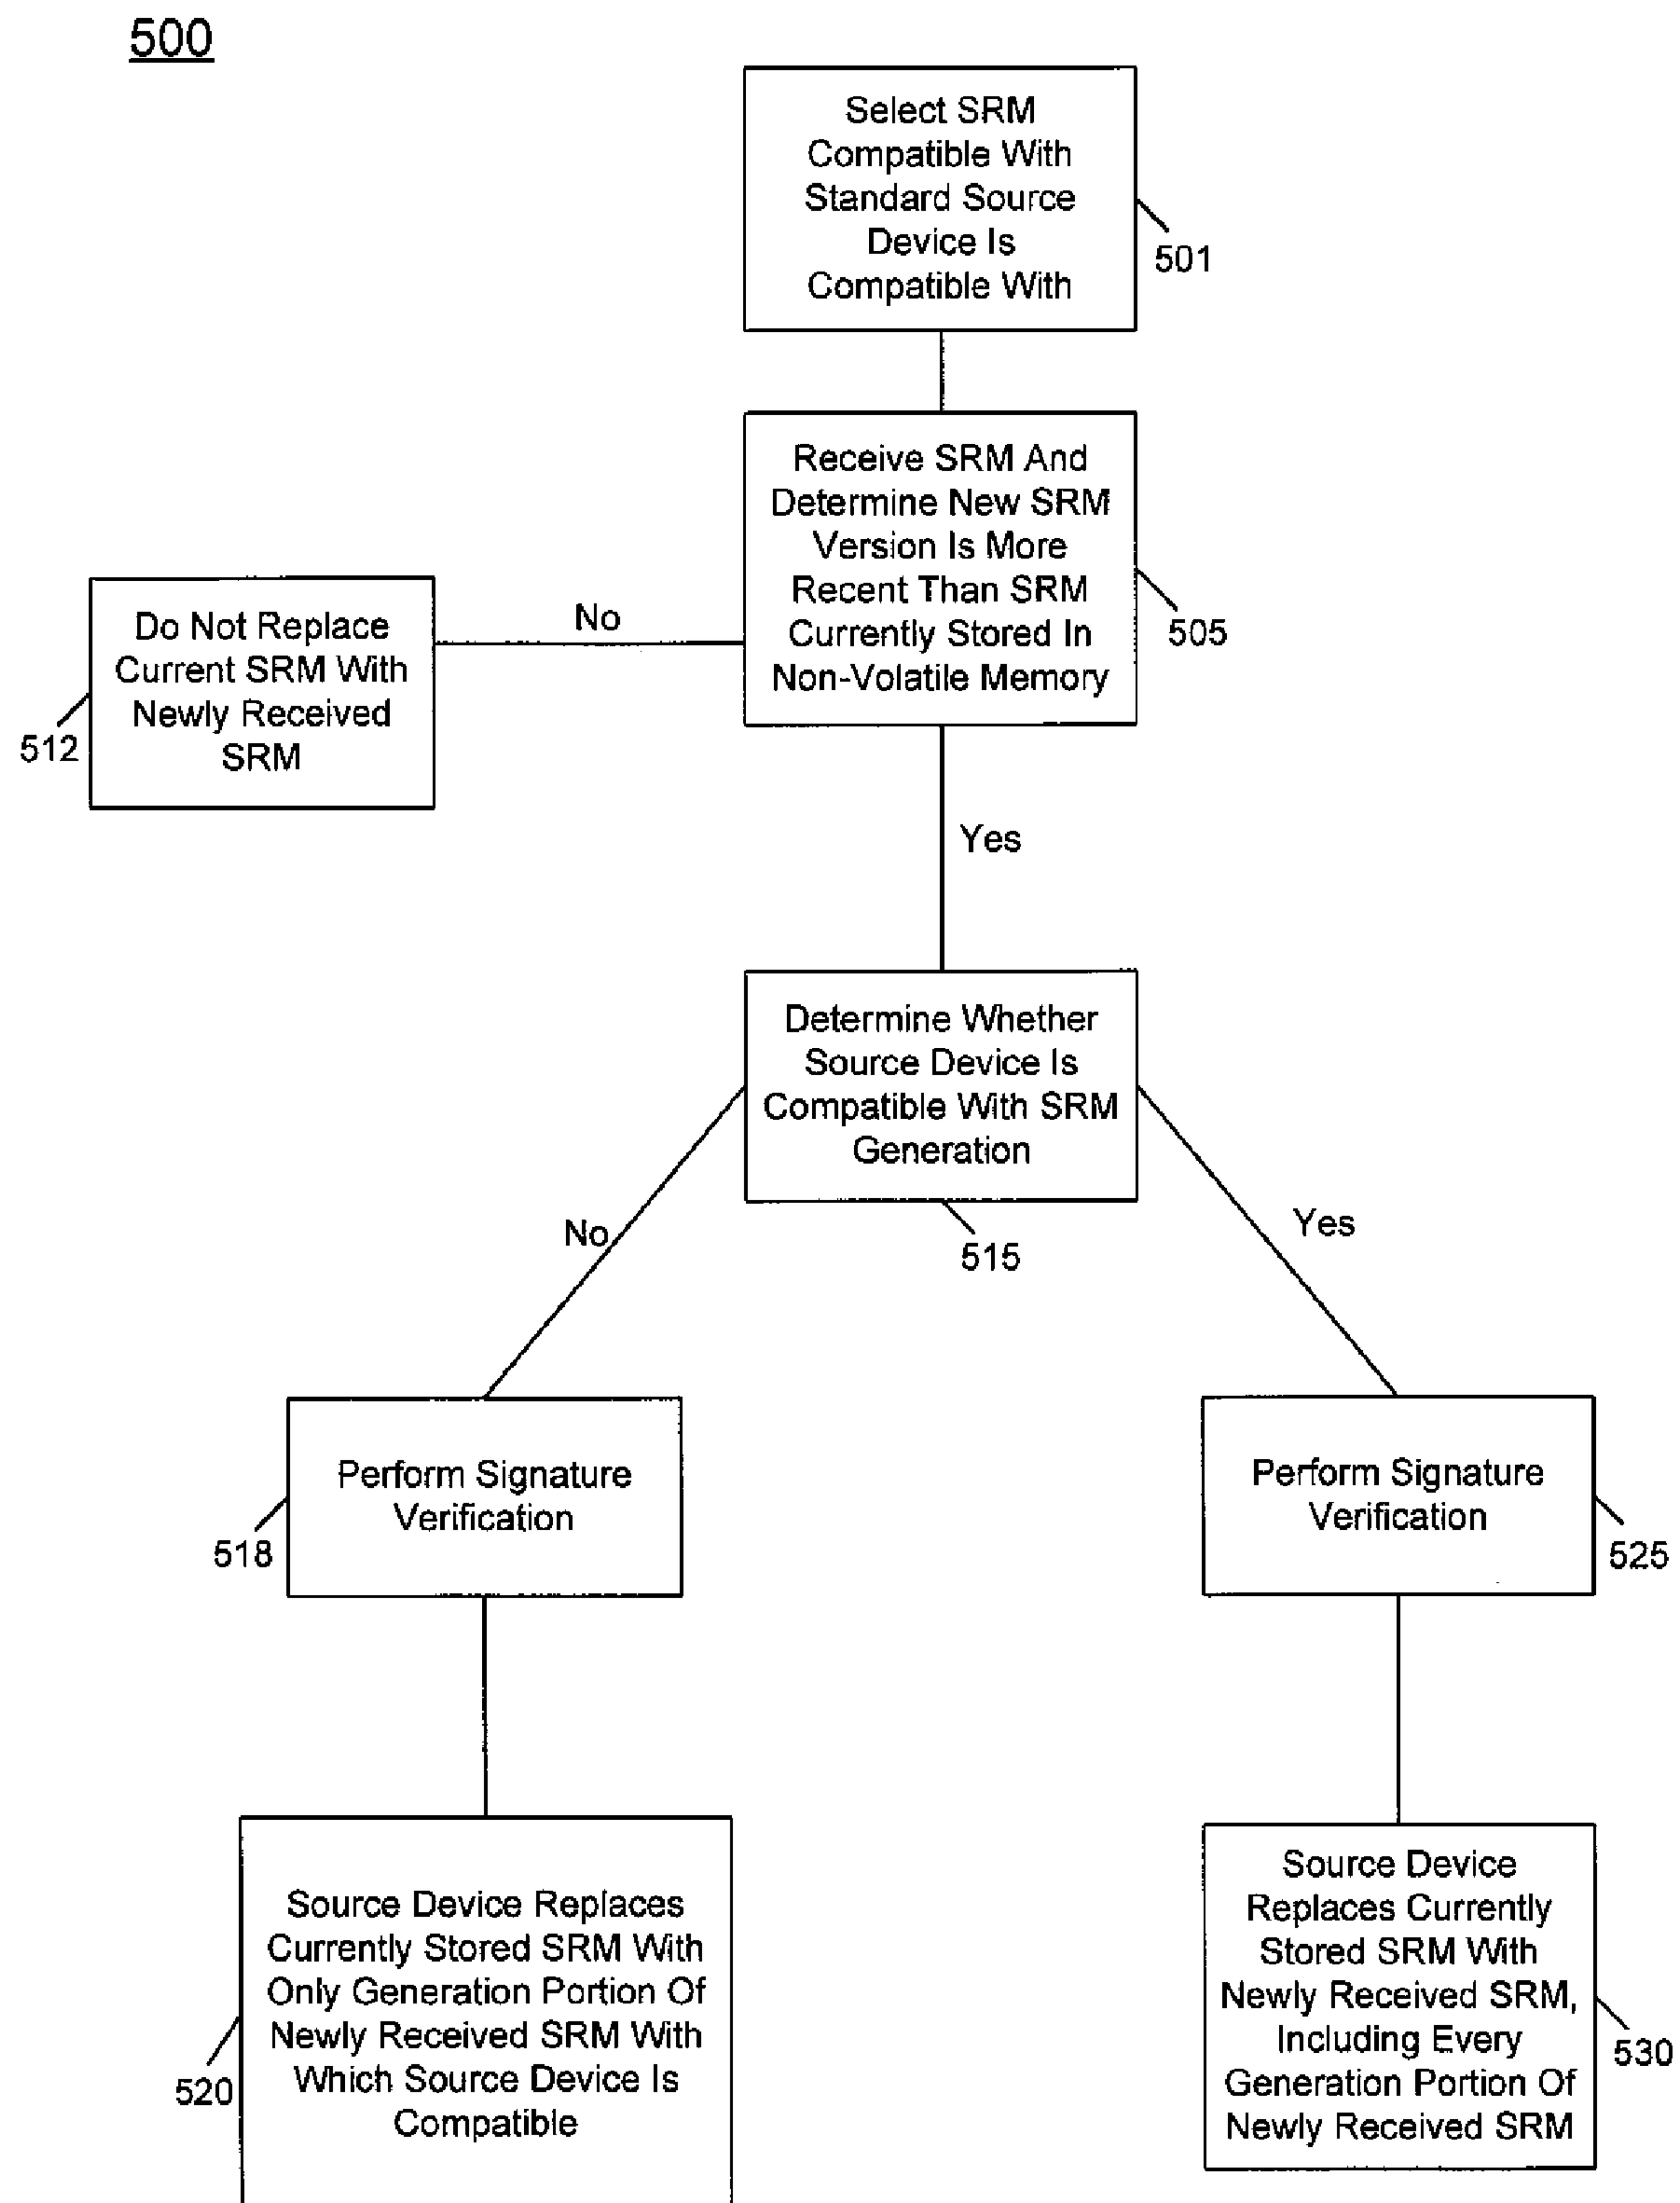 500
Select SRM
Compatible With
Standard Source
Device Is
Compatible With
501
Receive SRM And
Determine New SRM
Version Is More
Recent Than SRM
Currently Stored In
Non-Volatile Memory
505
No
Do Not Replace
Current SRM With
Newly Received
SRM
512
Yes
Determine Whether
Source Device Is
Compatible With SRM
Generation
515
No
Yes
Perform Signature
Verification
518
Perform Signature
Verification
525
Source Device Replaces
Currently Stored SRM With
Only Generation Portion Of
Newly Received SRM With
Which Source Device Is
Compatible
520
Source Device
Replaces Currently
Stored SRM With
Newly Received SRM,
Including Every
Generation Portion Of
Newly Received SRM
530